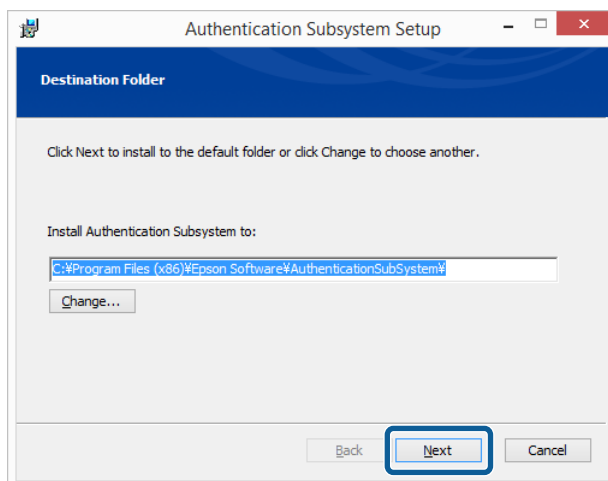 Authentication Subsystem Setup
Destination Folder
Click Next to install to the default folder or click Change to choose another.
Install Authentication Subsystem to:
C:¥Program Files (x86)¥Epson Software¥AuthenticationSubSystem¥
Change...
Back Next Cancel